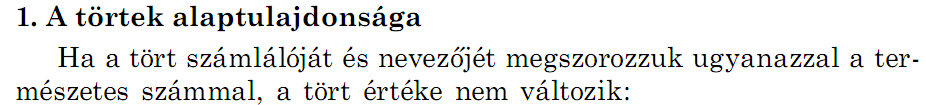 1. A törtek alaptulajdonsága
Ha a tört számlálóját és nevezőjét megszorozzuk ugyanazzal a ter-
mészetes számmal, a tört értéke nem változik: